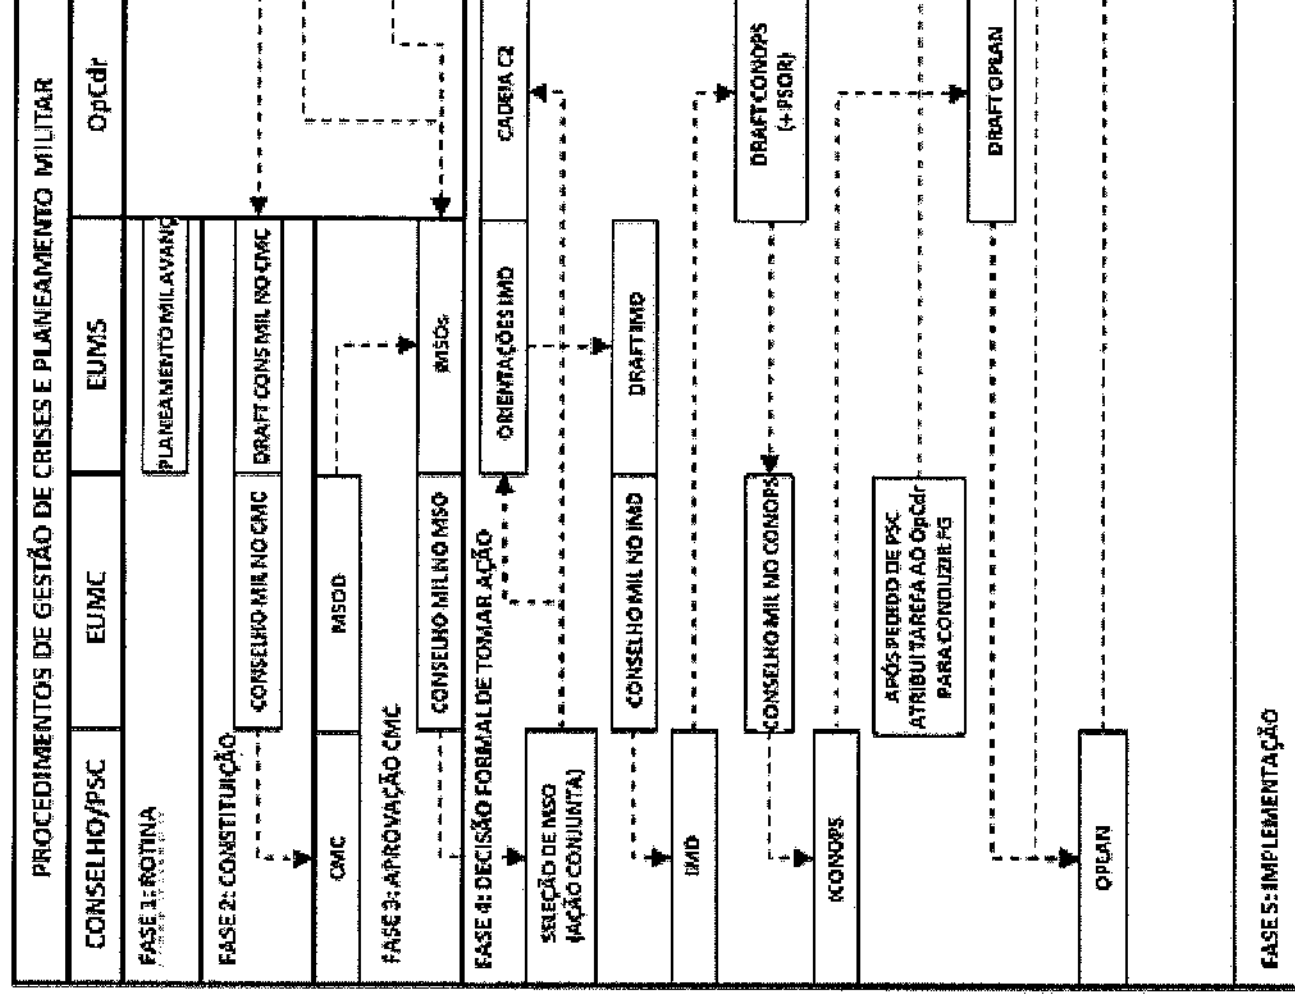 PROCEDIMENTOS DE GESTÃO DE CRISES E PLANEAMENTO MILITAR
CONSELHO/PSC
EUMC
EUMS
OpCdr
FASE 1: ROTINA
PLANEAMENTO MIL AVANÇ
FASE 2: CONSTITUIÇÃO
CONSELHO MIL NO CMC
DRAFT CONS MIL NO CMC
CMC
MSOD
FASE 3: APROVAÇÃO CMC
CONSELHO MIL NO MSO
MSOs
FASE 4: DECISÃO FORMAL DE TOMAR AÇÃO
ORIENTAÇÕES IMD
CADEIA C2
SELEÇÃO DE MSO
(AÇÃO CONJUNTA)
CONSELHO MIL NO IMD
DRAFT IMD
IMD
CONSELHO MIL NO CONOPS
DRAFT CONOPS
(+ PSOR)
CONOPS
APÓS PEDIDO DE PSC
ATRIBUI TAREFA AO OpCdr
PARA CONDUZIR FG
DRAFT OPLAN
OPLAN
FASE 5: IMPLEMENTAÇÃO